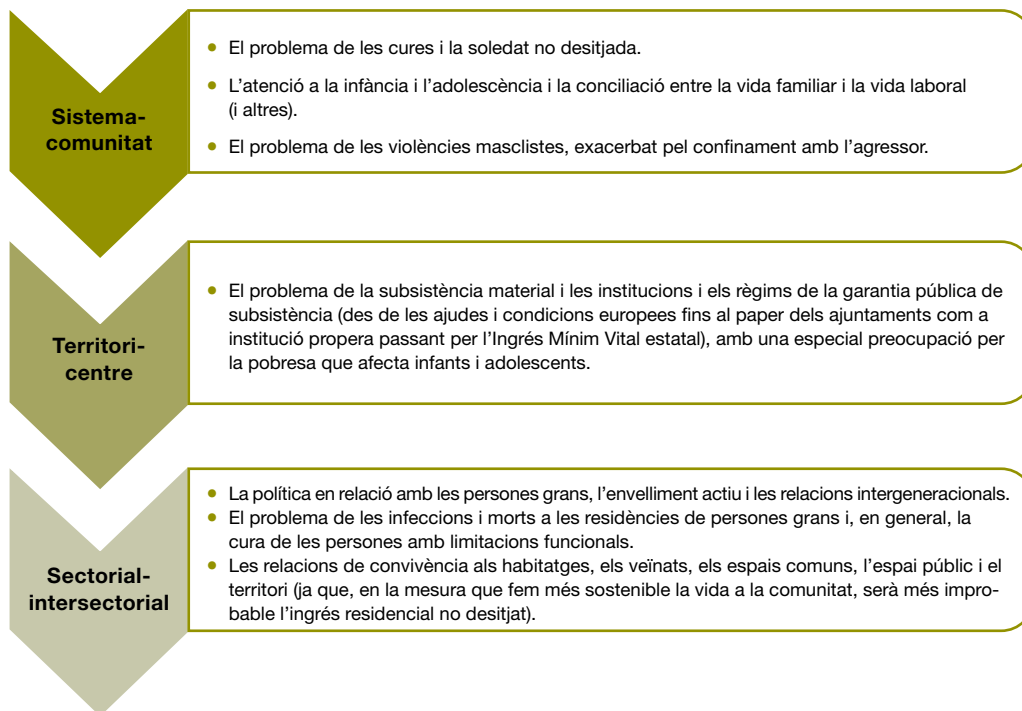 Sistema-
comunitat
• El problema de les cures i la soledat no desitjada.
• L’atenció a la infància i l’adolescència i la conciliació entre la vida familiar i la vida laboral
(i altres).
• El problema de les violències masclistes, exacerbat pel confinament amb l’agressor.
Territori-
centre
• El problema de la subsistència material i les institucions i els règims de la garantia pública de
subsistència (des de les ajudes i condicions europees fins al paper dels ajuntaments com a
institució propera passant per l’Ingrés Mínim Vital estatal), amb una especial preocupació per
la pobresa que afecta infants i adolescents.
Sectorial-
intersectorial
• La política en relació amb les persones grans, l’envelliment actiu i les relacions intergeneracionals.
• El problema de les infeccions i morts a les residències de persones grans i, en general, la
cura de les persones amb limitacions funcionals.
• Les relacions de convivència als habitatges, els veïnats, els espais comuns, l’espai públic i el
territori (ja que, en la mesura que fem més sostenible la vida a la comunitat, serà més impro-
bable l’ingrés residencial no desitjat).